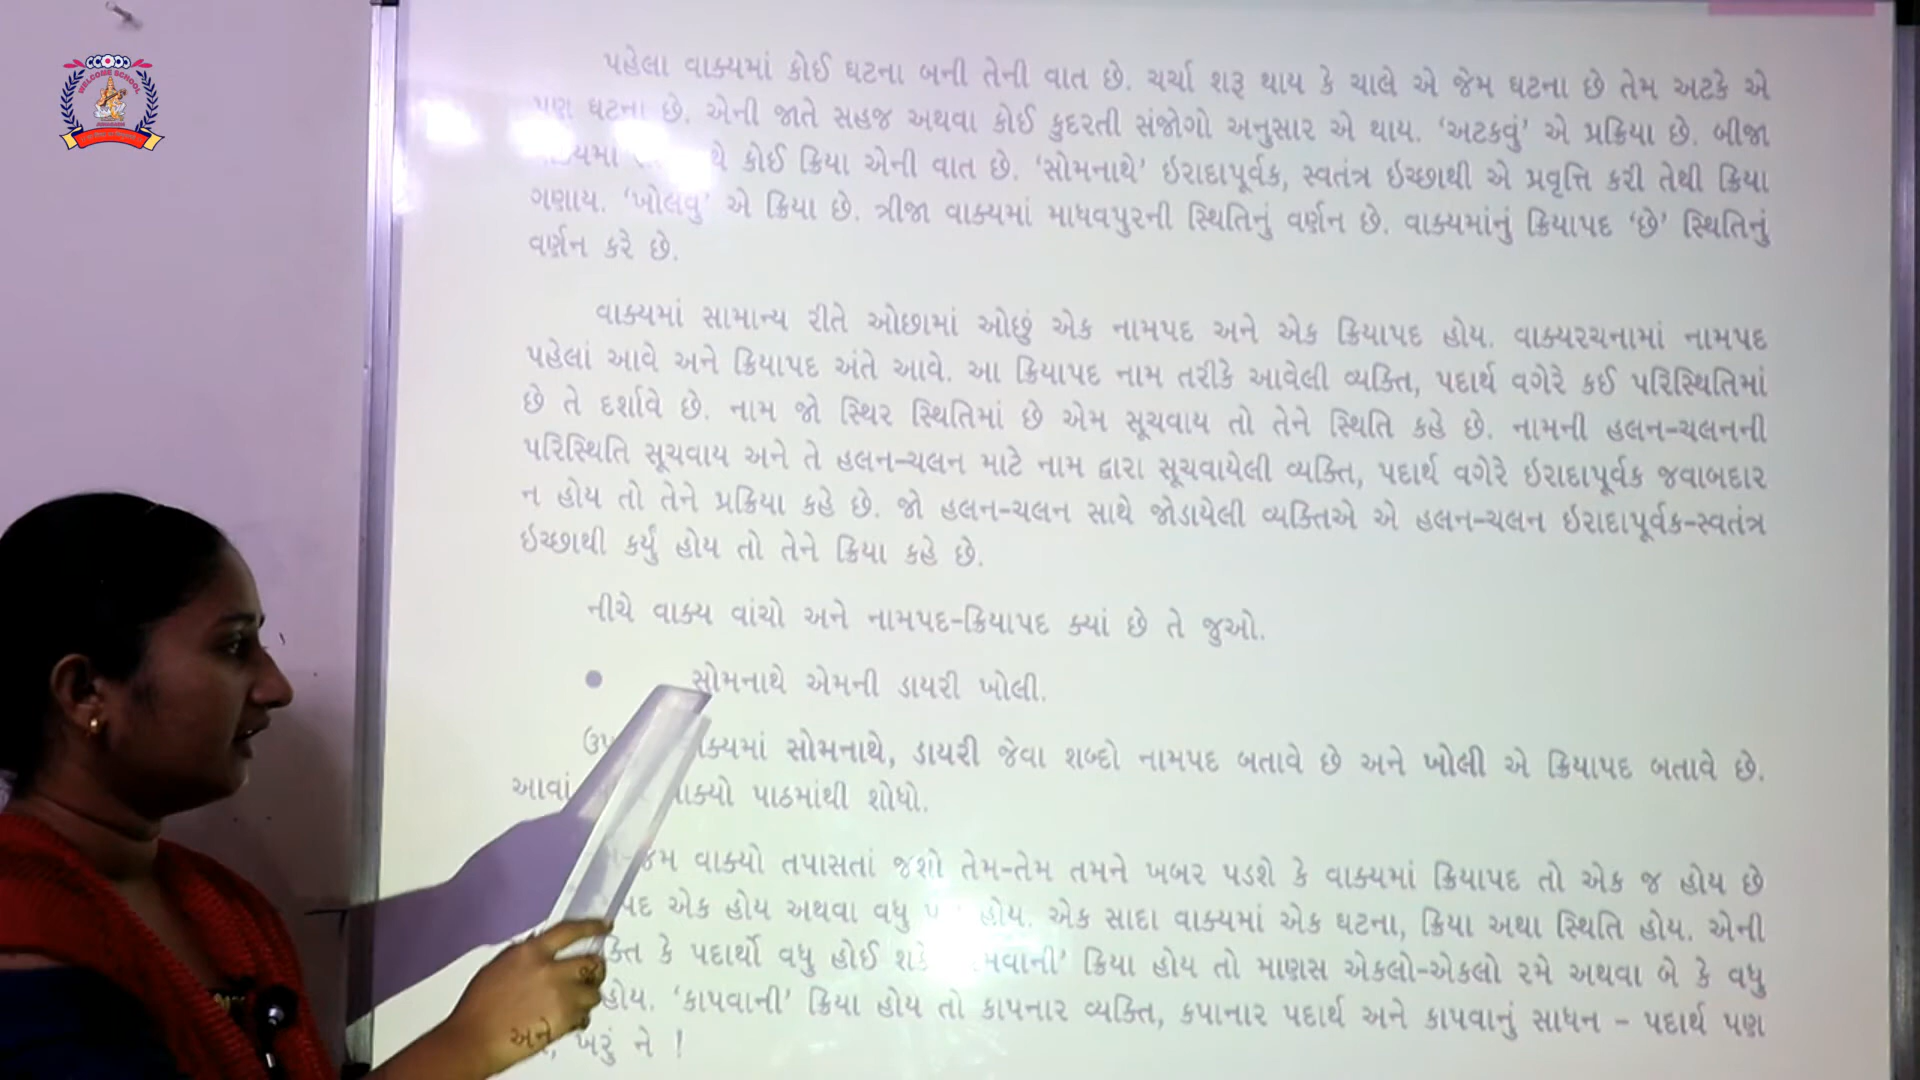 WELCOME SCHOOL
પહેલા વાક્યમાં કોઈ ઘટના બની તેની વાત છે. ચર્ચા શરૂ થાય કે ચાલે એ જેમ ઘટના છે તેમ અટકે એ
પણ ઘટના છે. એની જાતે સહજ અથવા કોઈ કુદરતી સંજોગો અનુસાર એ થાય. ‘અટકવું’ એ પ્રક્રિયા છે. બીજા
કોઈ ક્રિયા એની વાત છે. ‘સોમનાથે’ ઇરાદાપૂર્વક, સ્વતંત્ર ઇચ્છાથી એ પ્રવૃત્તિ કરી તેથી ક્રિયા
ગણાય. ‘ખોલવુ’ એ ક્રિયા છે. ત્રીજા વાક્યમાં માધવપુરની સ્થિતિનું વર્ણન છે. વાક્યમાંનું ક્રિયાપદ ‘છે’ સ્થિતિનું
વર્ણન કરે છે.
વાક્યમાં સામાન્ય રીતે ઓછામાં ઓછું એક નામપદ અને એક ક્રિયાપદ હોય. વાક્યરચનામાં નામપદ
પહેલાં આવે અને ક્રિયાપદ અંતે આવે. આ ક્રિયાપદ નામ તરીકે આવેલી વ્યક્તિ, પદાર્થ વગેરે કઈ પરિસ્થિતિમાં
છે તે દર્શાવે છે. નામ જો સ્થિર સ્થિતિમાં છે એમ સૂચવાય તો તેને સ્થિતિ કહે છે. નામની હલન-ચલનની
પરિસ્થિતિ સૂચવાય અને તે હલન-ચલન માટે નામ દ્વારા સૂચવાયેલી વ્યક્તિ, પદાર્થ વગેરે ઇરાદાપૂર્વક જવાબદાર
ન હોય તો તેને પ્રક્રિયા કહે છે. જો હલન-ચલન સાથે જોડાયેલી વ્યક્તિએ એ હલન-ચલન ઇરાદાપૂર્વક-સ્વતંત્ર
ઇચ્છાથી કર્યું હોય તો તેને ક્રિયા કહે છે.
નીચે વાક્ય વાંચો અને નામપદ-ક્રિયાપદ ક્યાં છે તે જુઓ.
● સોમનાથે એમની ડાયરી ખોલી.
સોમનાથે, ડાયરી જેવા શબ્દો નામપદ બતાવે છે અને ખોલી એ ક્રિયાપદ બતાવે છે.
આવાં પાઠમાંથી શોધો.
વાક્યો તપાસતાં જશો તેમ-તેમ તમને ખબર પડશે કે વાક્યમાં ક્રિયાપદ તો એક જ હોય છે
એક હોય અથવા વધુ હોય. એક સાદા વાક્યમાં એક ઘટના, ક્રિયા અથા સ્થિતિ હોય. એની
કે પદાર્થો વધુ હોઈ ક્રિયા હોય તો માણસ એકલો-એકલો રમે અથવા બે કે વધુ
હોય. ‘કાપવાની’ ક્રિયા હોય તો કાપનાર વ્યક્તિ, કપાનાર પદાર્થ અને કાપવાનું સાધન – પદાર્થ પણ
ખરું ને !